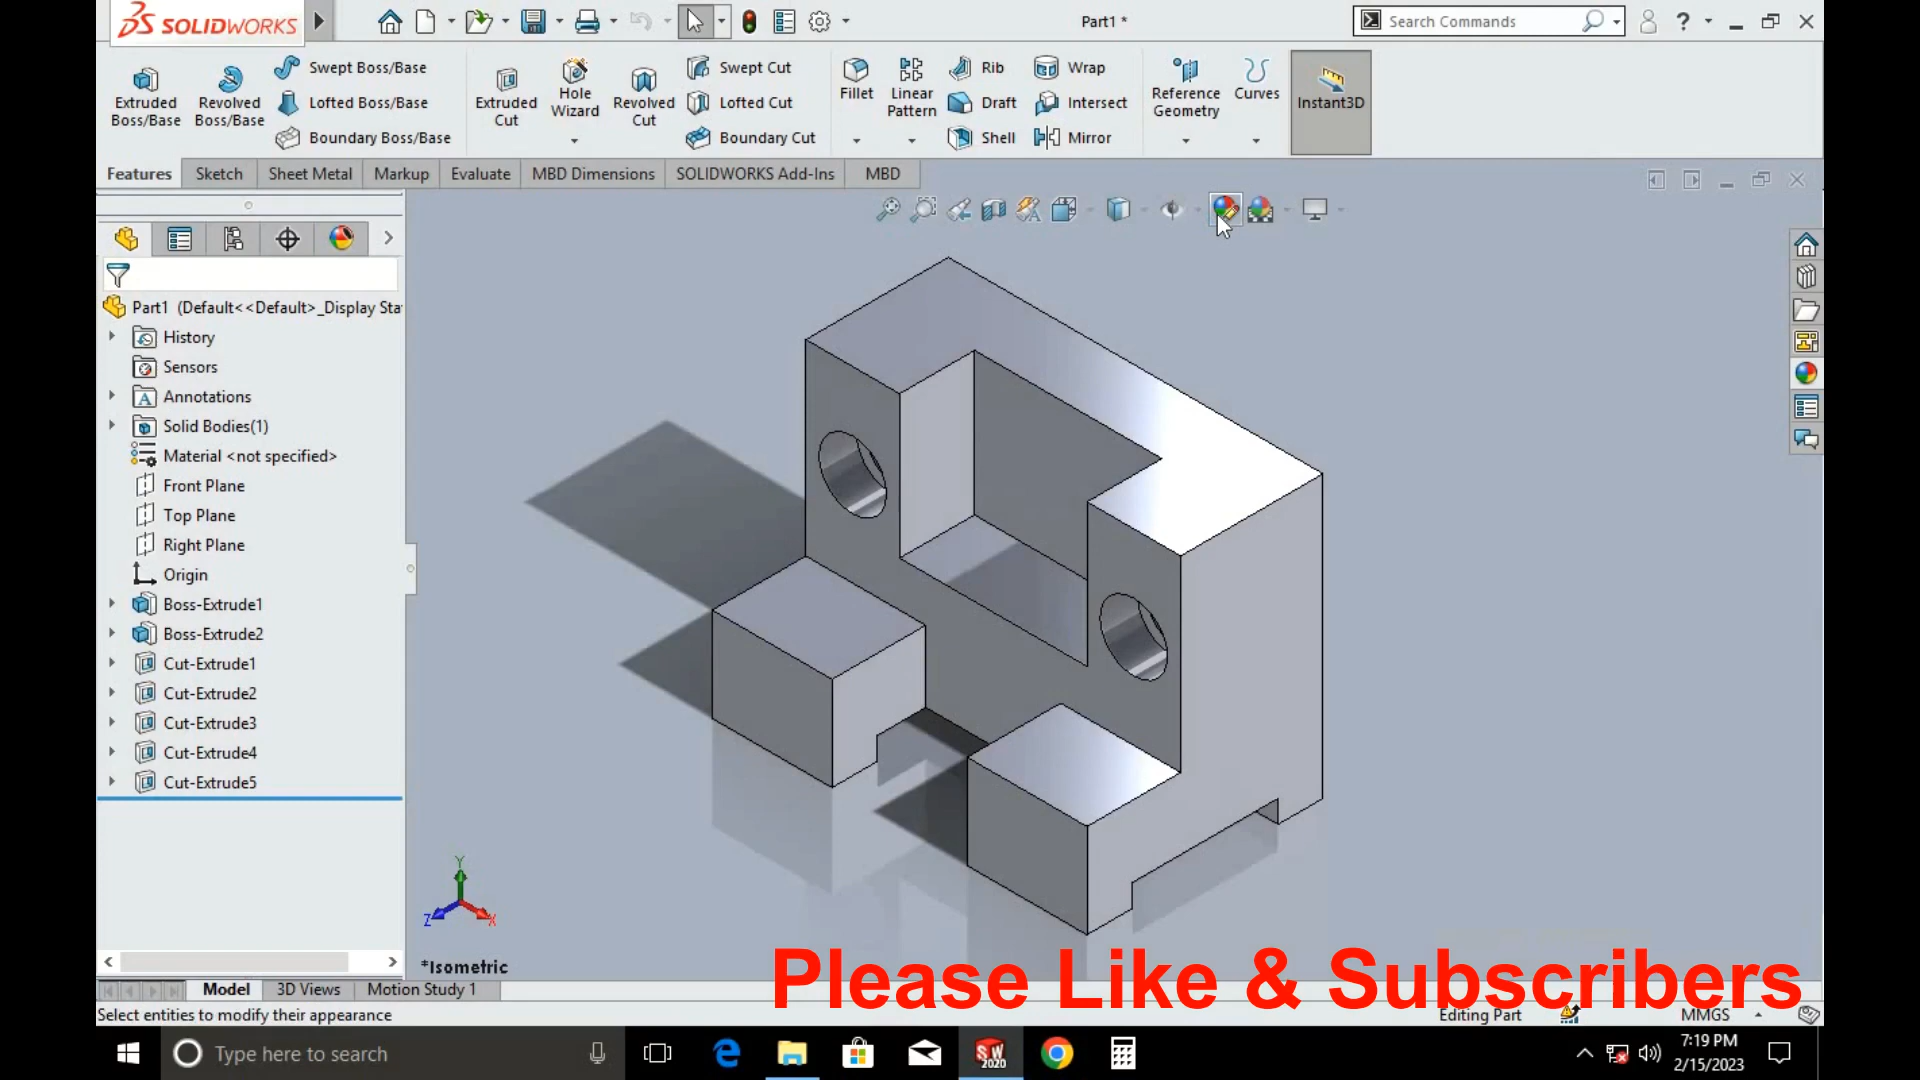 SOLIDWORKS
Part1 *
Search Commands
?
Extruded Boss/Base
Revolved Boss/Base
Swept Boss/Base
Lofted Boss/Base
Boundary Boss/Base
Extruded Cut
Hole Wizard
Revolved Cut
Swept Cut
Lofted Cut
Boundary Cut
Fillet
Linear Pattern
Rib
Draft
Shell
Wrap
Intersect
Mirror
Reference Geometry
Curves
Instant3D
Features
Sketch
Sheet Metal
Markup
Evaluate
MBD Dimensions
SOLIDWORKS Add-Ins
MBD
Part1 (Default<<Default>_Display Sta
History
Sensors
Annotations
Solid Bodies(1)
Material <not specified>
Front Plane
Top Plane
Right Plane
Origin
Boss-Extrude1
Boss-Extrude2
Cut-Extrude1
Cut-Extrude2
Cut-Extrude3
Cut-Extrude4
Cut-Extrude5
Y
Z
X
*Isometric
Please Like & Subscribers
Model
3D Views
Motion Study 1
Select entities to modify their appearance
Editing Part
MMGS
Type here to search
SW 2020
7:19 PM
2/15/2023